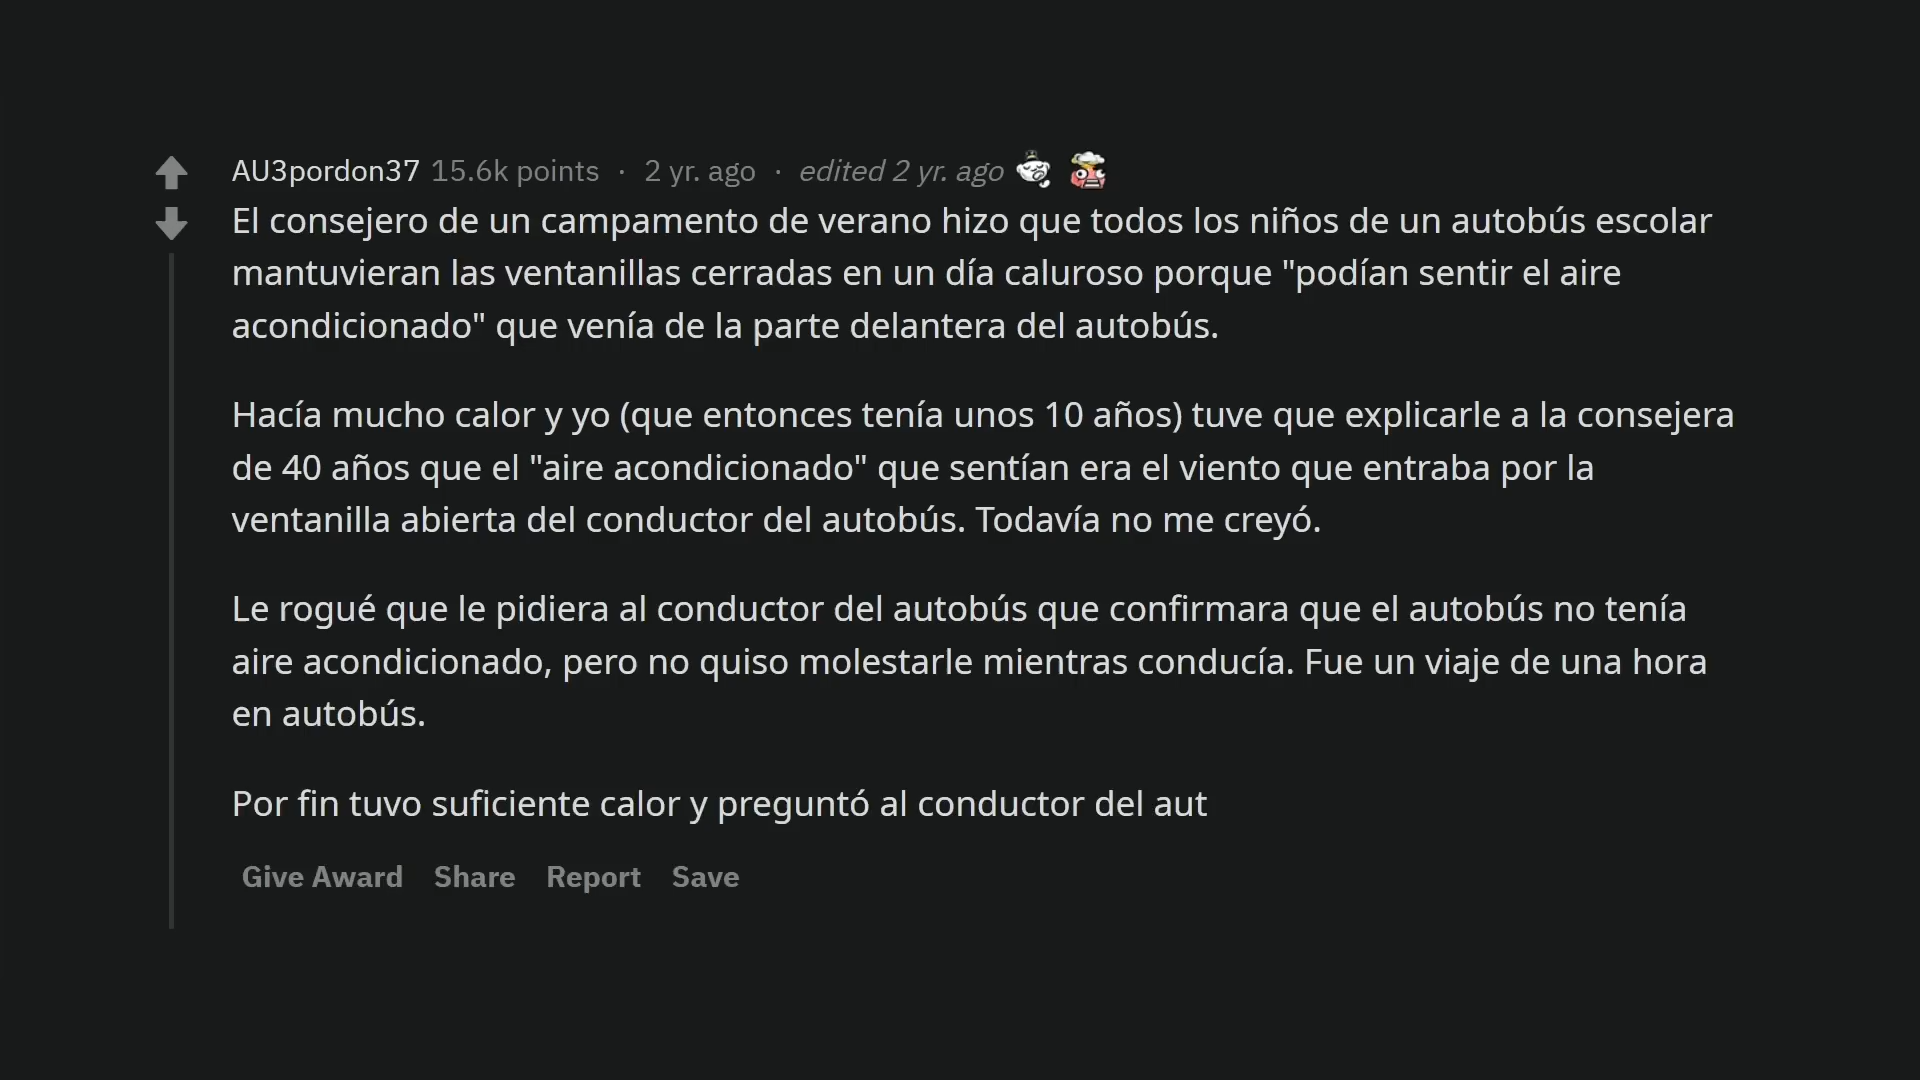 AU3pordon37 15.6k points · 2 yr. ago · edited 2 yr. ago
El consejero de un campamento de verano hizo que todos los niños de un autobús escolar
mantuvieran las ventanillas cerradas en un día caluroso porque "podían sentir el aire
acondicionado" que venía de la parte delantera del autobús.
Hacía mucho calor y yo (que entonces tenía unos 10 años) tuve que explicarle a la consejera
de 40 años que el "aire acondicionado" que sentían era el viento que entraba por la
ventanilla abierta del conductor del autobús. Todavía no me creyó.
Le rogué que le pidiera al conductor del autobús que confirmara que el autobús no tenía
aire acondicionado, pero no quiso molestarle mientras conducía. Fue un viaje de una hora
en autobús.
Por fin tuvo suficiente calor y preguntó al conductor del aut
Give Award Share Report Save